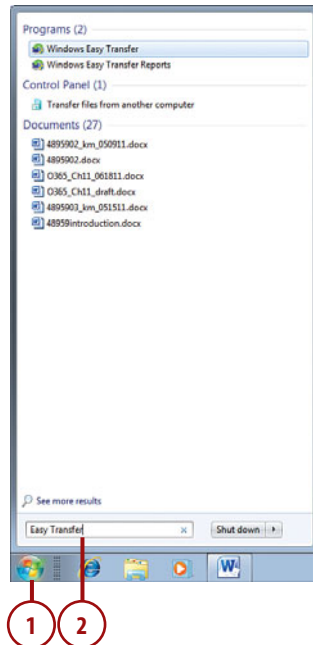 Programs (2)
Windows Easy Transfer
Windows Easy Transfer Reports
Control Panel (1)
Transfer files from another computer
Documents (27)
4895902_km_050911.docx
4895902.docx
O365_Ch11_061811.docx
O365_Ch11_draft.docx
4895903_km_051511.docx
48959introduction.docx
See more results
Easy Transfer
Shut down
W
1 2